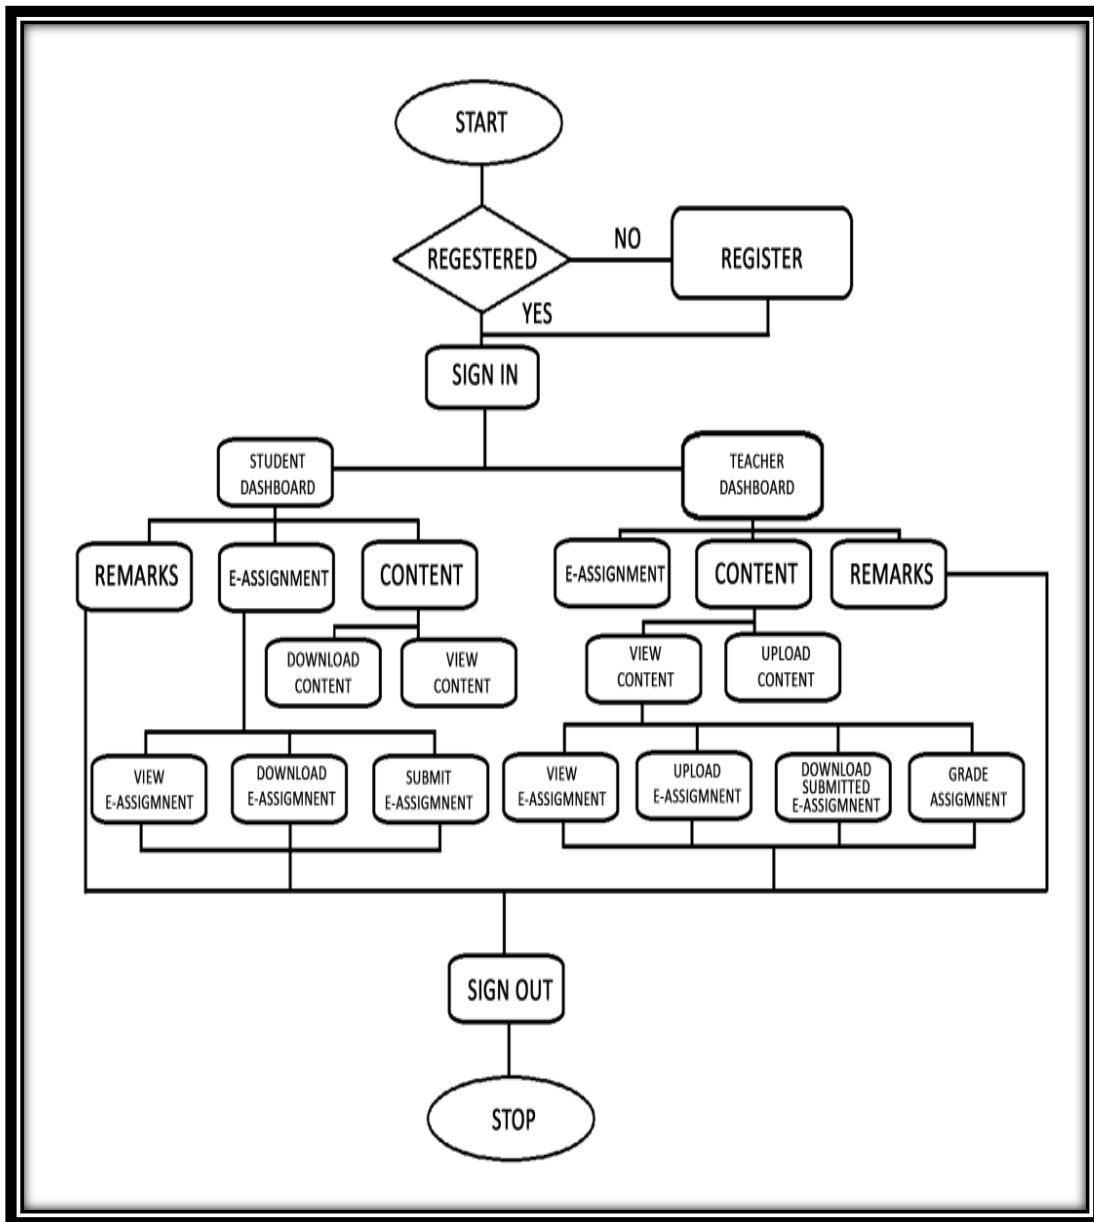 START
REGESTERED
NO
REGISTER
YES
SIGN IN
STUDENT
DASHBOARD
TEACHER
DASHBOARD
REMARKS
E-ASSIGNMENT
CONTENT
E-ASSIGNMENT
CONTENT
REMARKS
DOWNLOAD
CONTENT
VIEW
CONTENT
VIEW
CONTENT
UPLOAD
CONTENT
VIEW
E-ASSIGMNENT
DOWNLOAD
E-ASSIGMNENT
SUBMIT
E-ASSIGMNENT
VIEW
E-ASSIGMNENT
UPLOAD
E-ASSIGMNENT
DOWNLOAD
SUBMITTED
E-ASSIGMNENT
GRADE
ASSIGMNENT
SIGN OUT
STOP